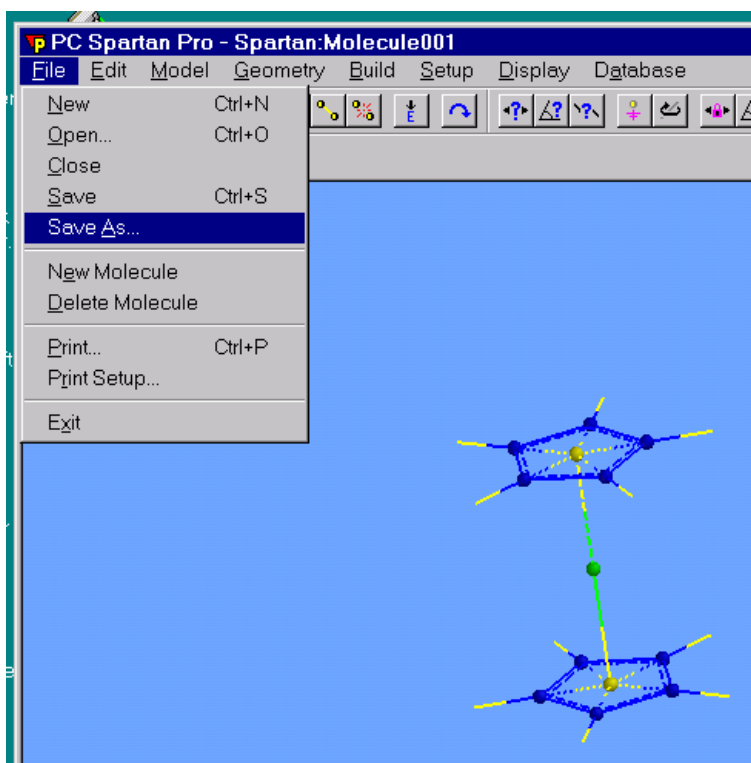 PC Spartan Pro - Spartan:Molecule001
File Edit Model Geometry Build Setup Display Database
New Ctrl+N
Open... Ctrl+O
Close
Save Ctrl+S
Save As...
New Molecule
Delete Molecule
Print... Ctrl+P
Print Setup...
Exit